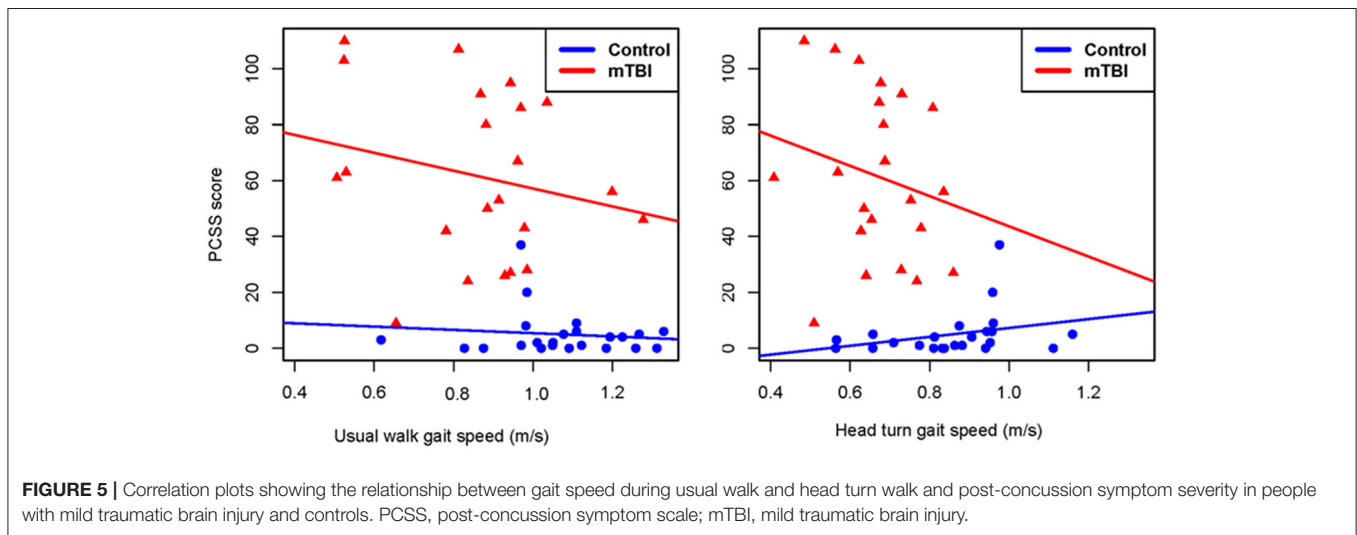 Control
mTBI
PCSS score
0 20 40 60 80 100
0.4 0.6 0.8 1.0 1.2
Usual walk gait speed (m/s)
Control
mTBI
0 20 40 60 80 100
0.4 0.6 0.8 1.0 1.2
Head turn gait speed (m/s)
FIGURE 5 | Correlation plots showing the relationship between gait speed during usual walk and head turn walk and post-concussion symptom severity in people
with mild traumatic brain injury and controls. PCSS, post-concussion symptom scale; mTBI, mild traumatic brain injury.